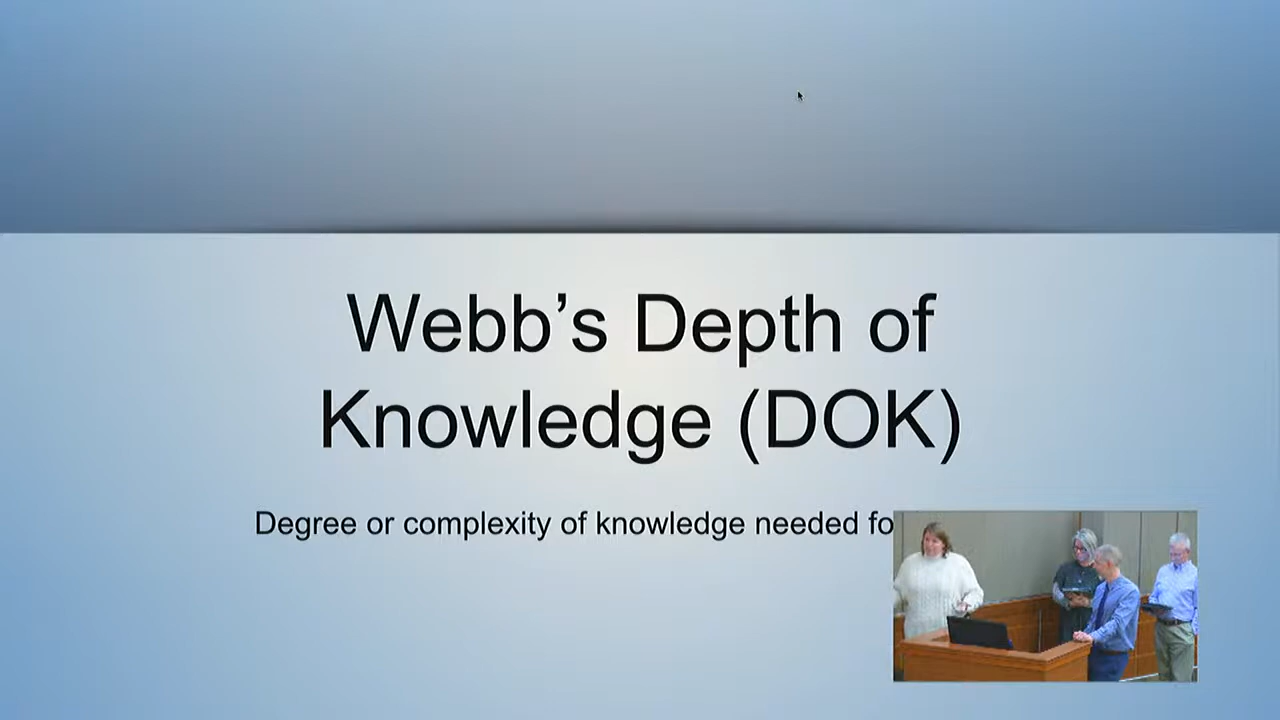 Webb’s Depth of
Knowledge (DOK)
Degree or complexity of knowledge needed fo